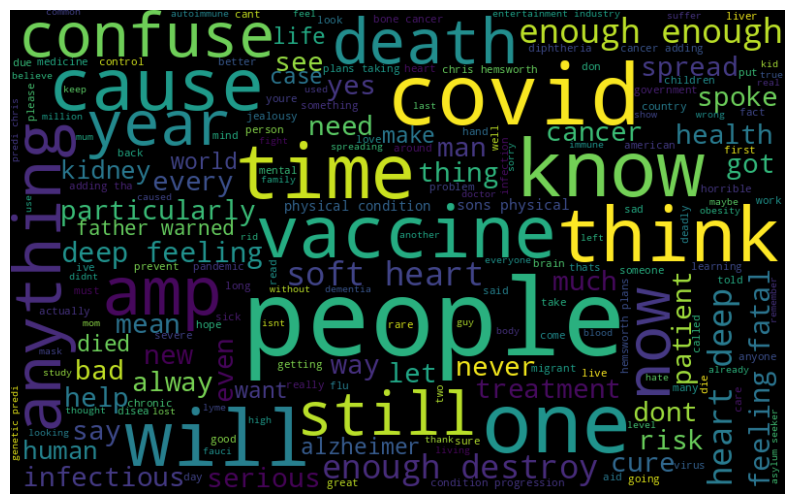 common autoimmune cant feel look bone cancer entertainment industry suffer liver
confuse life death enough enough
due medicine control diphtheria cancer adding
believe better plans taking heart chris hemsworth don put kid true
please keep youre used see case yes spread real
cause covid children government
million jealousy something last spoke
mum mind person love hand country fact show wrong
year need make man cancer health
predi chris back spreading fight around well immune american first
kidney world thing time know got
adding tha mental family sorry infection problem doctor horrible
use caused every physical condition sons physical maybe obesity work
anything particularly vaccine think
father warned another left sad deadly
deep feeling rid read everyone brain thats someone learning
ive didnt prevent pandemic dementia said told
must long soft heart much called
actually without take
mom hope sick amp people now patient remember
mean isnt rare guy body come blood hemsworth plans
severe migrant already anyone
died new even getting way never many
mask bad alway let live hate die care
study chronic really flu two treatment heart deep feeling fatal
help want still one dont
genetic predi thought disea lost lyme high level
looking say will good thank sure risk
human fauci alzheimer cure virus asylum seeker
infectious day serious living enough destroy aid going
great condition progression